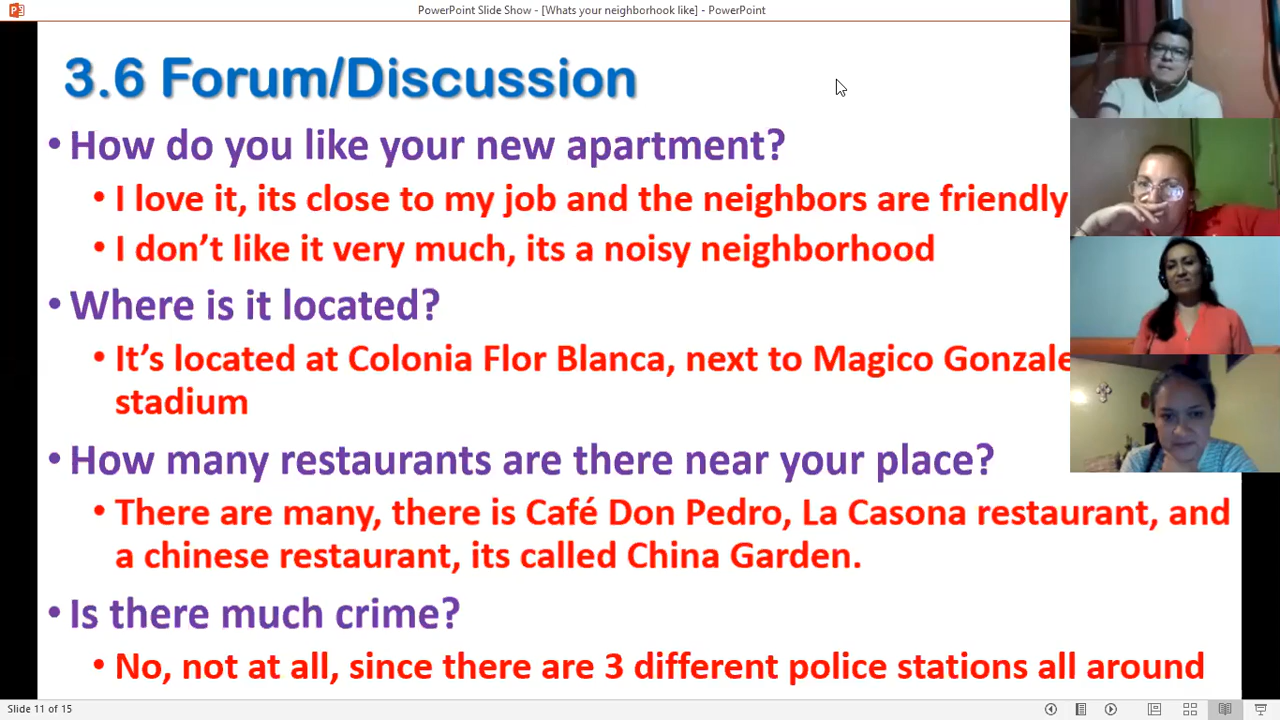 PowerPoint Slide Show - [Whats your neighborhook like] - PowerPoint
3.6 Forum/Discussion
• How do you like your new apartment?
• I love it, its close to my job and the neighbors are friendly
• I don’t like it very much, its a noisy neighborhood
• Where is it located?
• It’s located at Colonia Flor Blanca, next to Magico Gonzale
stadium
• How many restaurants are there near your place?
• There are many, there is Café Don Pedro, La Casona restaurant, and
a chinese restaurant, its called China Garden.
• Is there much crime?
• No, not at all, since there are 3 different police stations all around
Slide 11 of 15